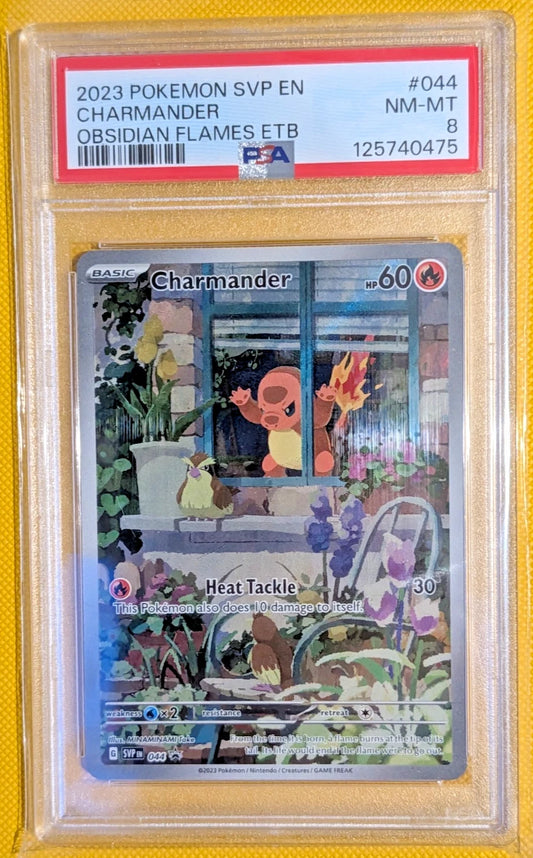 2023 POKEMON SVP EN #044
CHARMANDER NM-MT
OBSIDIAN FLAMES ETB 8
PSA 125740475
BASIC Charmander HP 60
Heat Tackle 30
This Pokémon also does 10 damage to itself.
weakness ×2 resistance retreat
Illus. MINAMINAMI Take
From the time it is born, a flame burns at the tip of its
tail. Its life would end if the flame were to go out.
G SVP EN 044
©2023 Pokémon / Nintendo / Creatures / GAME FREAK